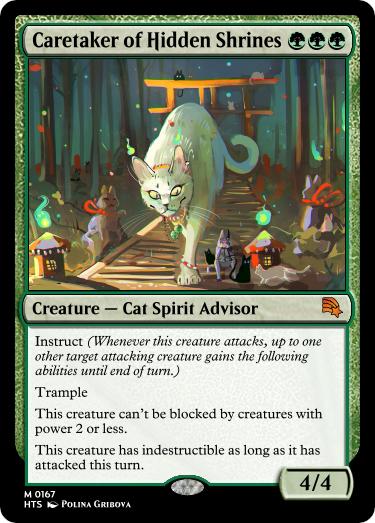 Caretaker of Hidden Shrines
Creature — Cat Spirit Advisor
Instruct (Whenever this creature attacks, up to one
other target attacking creature gains the following
abilities until end of turn.)
Trample
This creature can't be blocked by creatures with
power 2 or less.
This creature has indestructible as long as it has
attacked this turn.
4/4
M 0167
HTS Polina Gribova